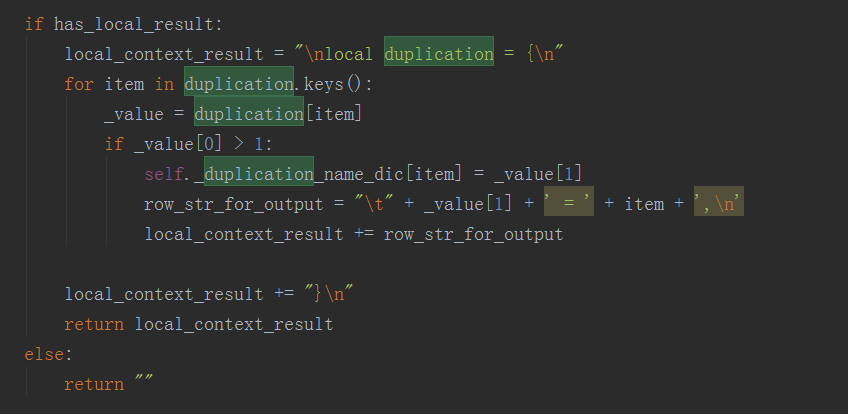 if has_local_result:
    local_context_result = "\nlocal duplication = {\n"
    for item in duplication.keys():
        _value = duplication[item]
        if _value[0] > 1:
            self._duplication_name_dic[item] = _value[1]
            row_str_for_output = "\t" + _value[1] + ' = ' + item + ',\n'
            local_context_result += row_str_for_output
    local_context_result += "}\n"
    return local_context_result
else:
    return ""